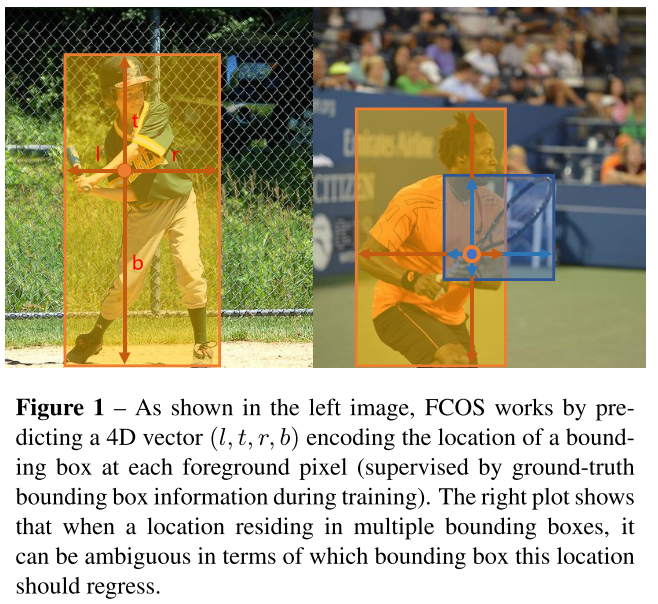 t
l
r
b
Emirates Airline
CITIZEN
Figure 1 – As shown in the left image, FCOS works by pre-
dicting a 4D vector (l, t, r, b) encoding the location of a bound-
ing box at each foreground pixel (supervised by ground-truth
bounding box information during training). The right plot shows
that when a location residing in multiple bounding boxes, it
can be ambiguous in terms of which bounding box this location
should regress.